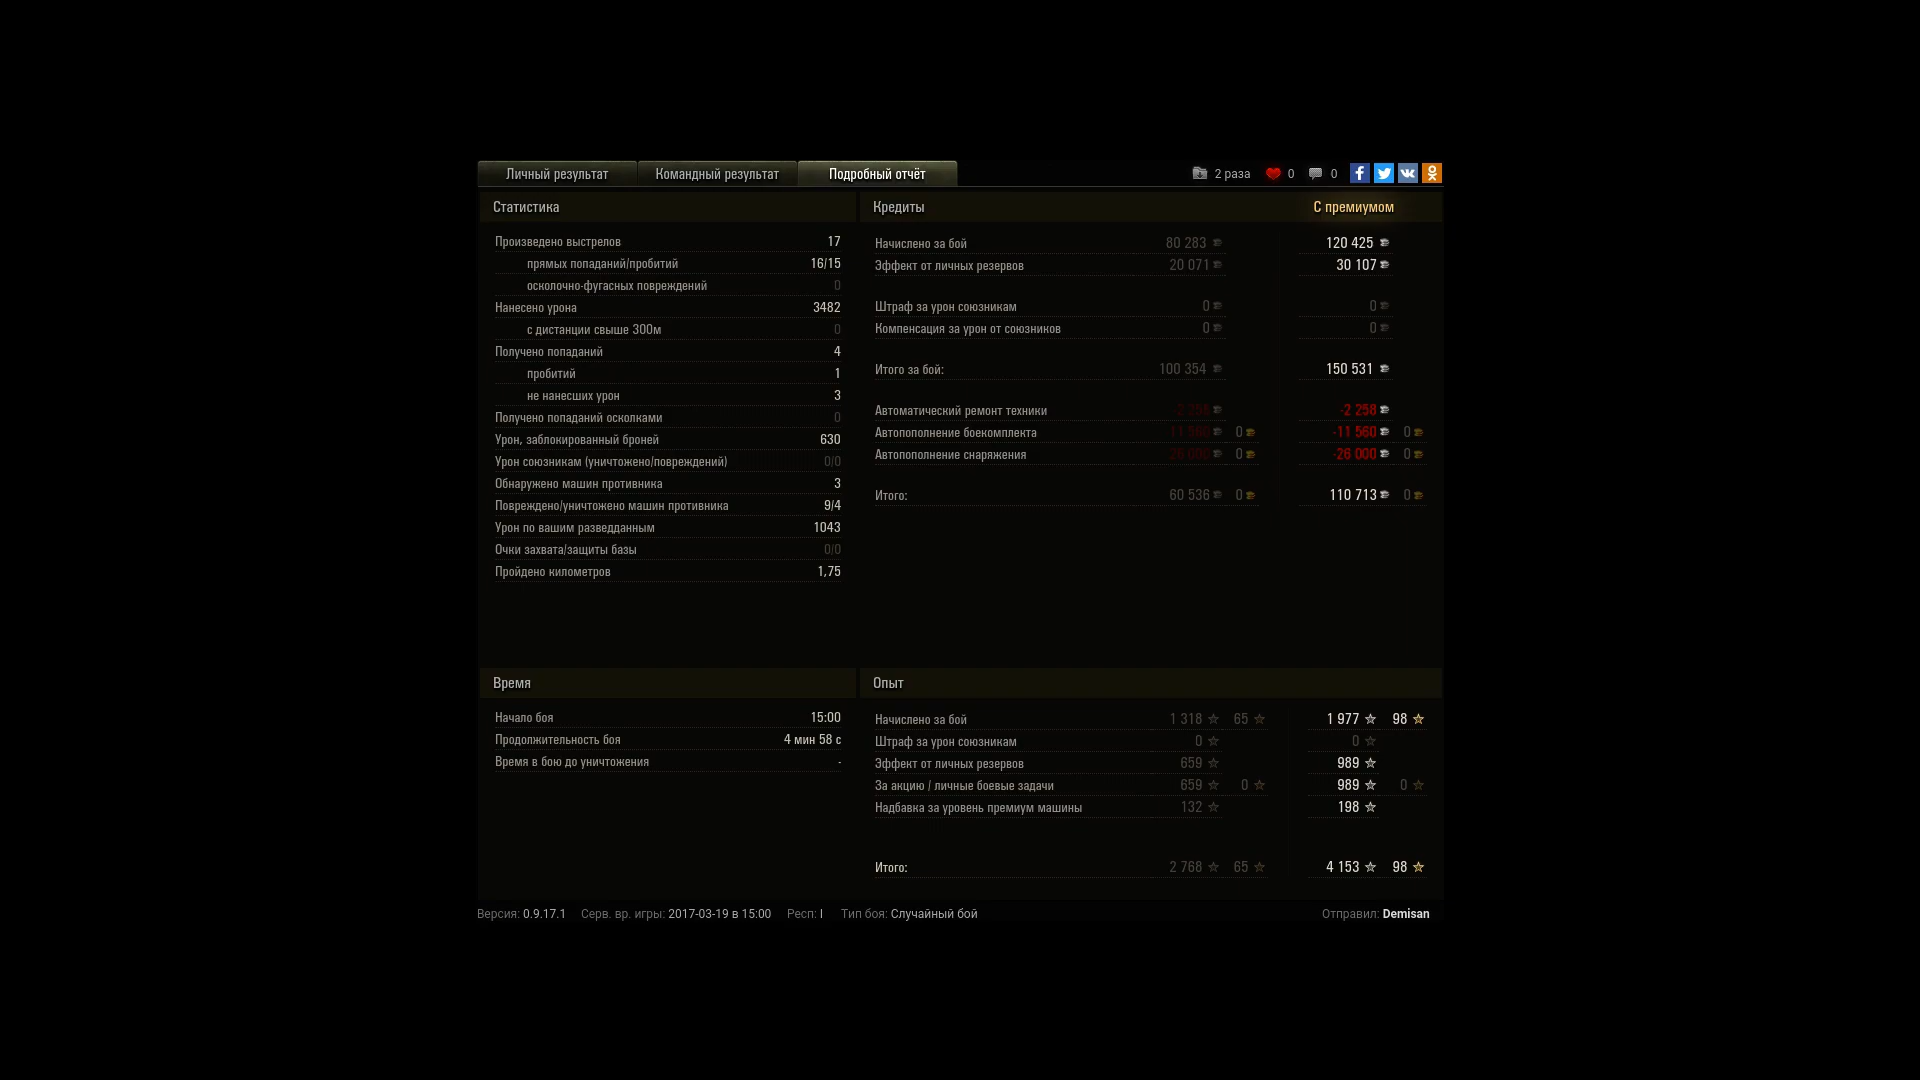 Личный результат Командный результат Подробный отчёт 2 раза 0 0
Статистика Кредиты С премиумом
Произведено выстрелов 17
прямых попаданий/пробитий 16/15
осколочно-фугасных повреждений 0
Нанесено урона 3482
с дистанции свыше 300м 0
Получено попаданий 4
пробитий 1
не нанесших урон 3
Получено попаданий осколками 0
Урон, заблокированный броней 630
Урон союзникам (уничтожено/повреждений) 0/0
Обнаружено машин противника 3
Повреждено/уничтожено машин противника 9/4
Урон по вашим разведданным 1043
Очки захвата/защиты базы 0/0
Пройдено километров 1,75
Начислено за бой 80 283 120 425
Эффект от личных резервов 20 071 30 107
Штраф за урон союзникам 0 0
Компенсация за урон от союзников 0 0
Итого за бой: 100 354 150 531
Автоматический ремонт техники -2 258 -2 258
Автопополнение боекомплекта -11 560 0 -11 560 0
Автопополнение снаряжения -26 000 0 -26 000 0
Итого: 60 536 0 110 713 0
Время
Начало боя 15:00
Продолжительность боя 4 мин 58 с
Время в бою до уничтожения -
Опыт
Начислено за бой 1 318 65 1 977 98
Штраф за урон союзникам 0 0
Эффект от личных резервов 659 989
За акцию / личные боевые задачи 659 0 989 0
Надбавка за уровень премиум машины 132 198
Итого: 2 768 65 4 153 98
Версия: 0.9.17.1 Серв. вр. игры: 2017-03-19 в 15:00 Респ: I Тип боя: Случайный бой Отправил: Demisan